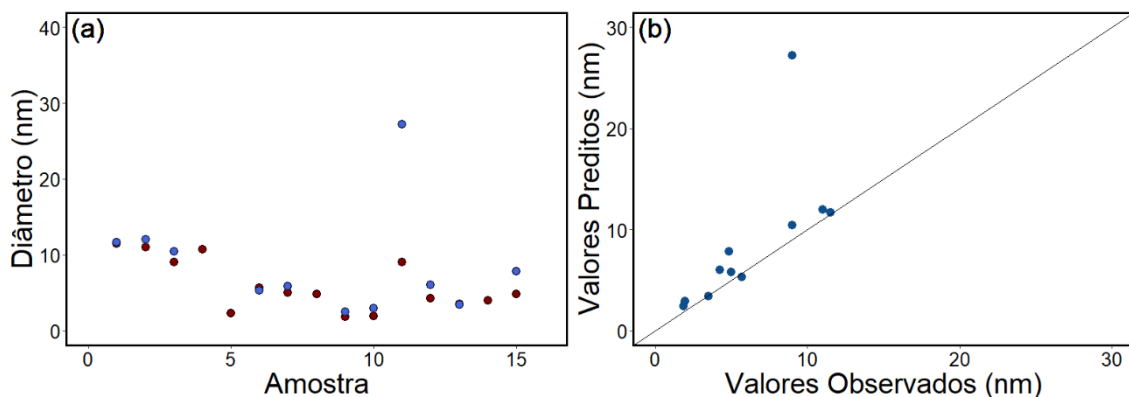 (a)
40
30
20
10
0
Diâmetro (nm)
0 5 10 15
Amostra
(b)
30
20
10
0
Valores Preditos (nm)
0 10 20 30
Valores Observados (nm)